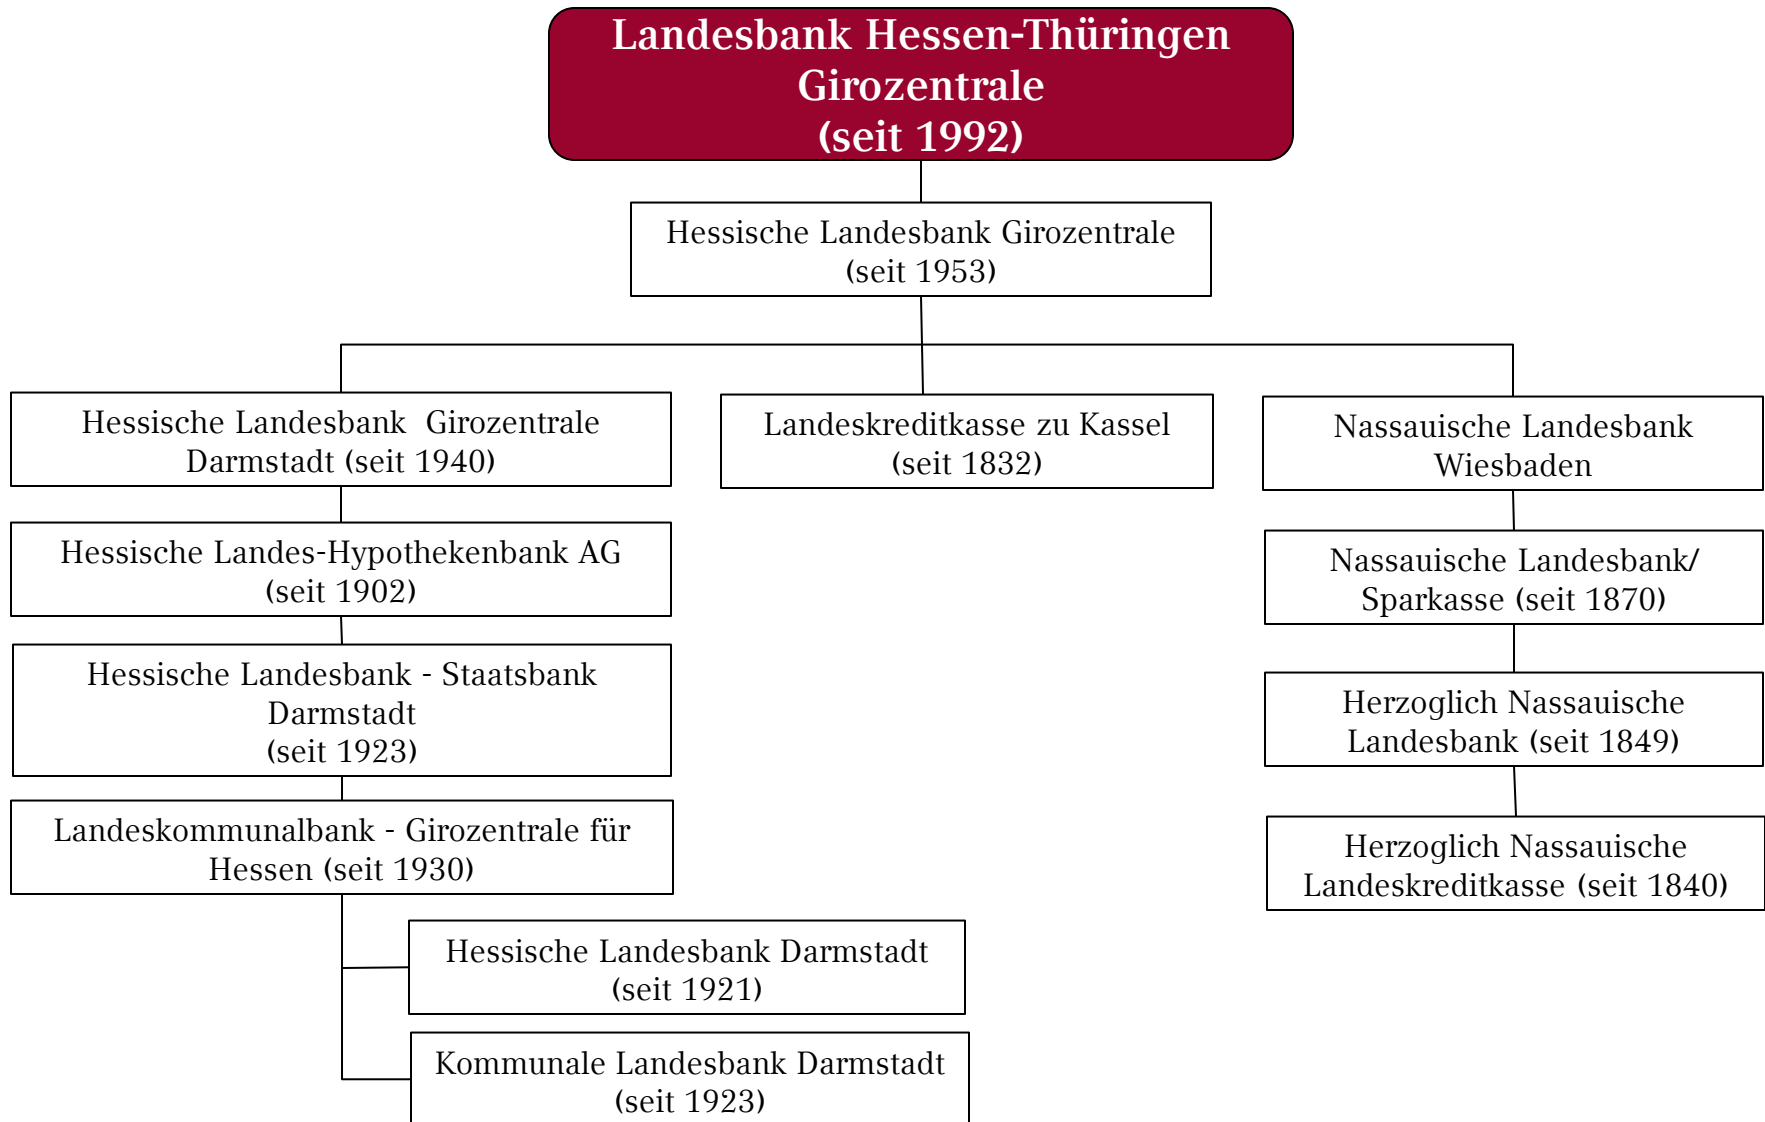 Landesbank Hessen-Thüringen
Girozentrale
(seit 1992)
Hessische Landesbank Girozentrale
(seit 1953)
Hessische Landesbank  Girozentrale
Darmstadt (seit 1940)
Landeskreditkasse zu Kassel
(seit 1832)
Nassauische Landesbank
Wiesbaden
Hessische Landes-Hypothekenbank AG
(seit 1902)
Nassauische Landesbank/
Sparkasse (seit 1870)
Hessische Landesbank - Staatsbank
Darmstadt
(seit 1923)
Herzoglich Nassauische
Landesbank (seit 1849)
Landeskommunalbank - Girozentrale für
Hessen (seit 1930)
Herzoglich Nassauische
Landeskreditkasse (seit 1840)
Hessische Landesbank Darmstadt
(seit 1921)
Kommunale Landesbank Darmstadt
(seit 1923)